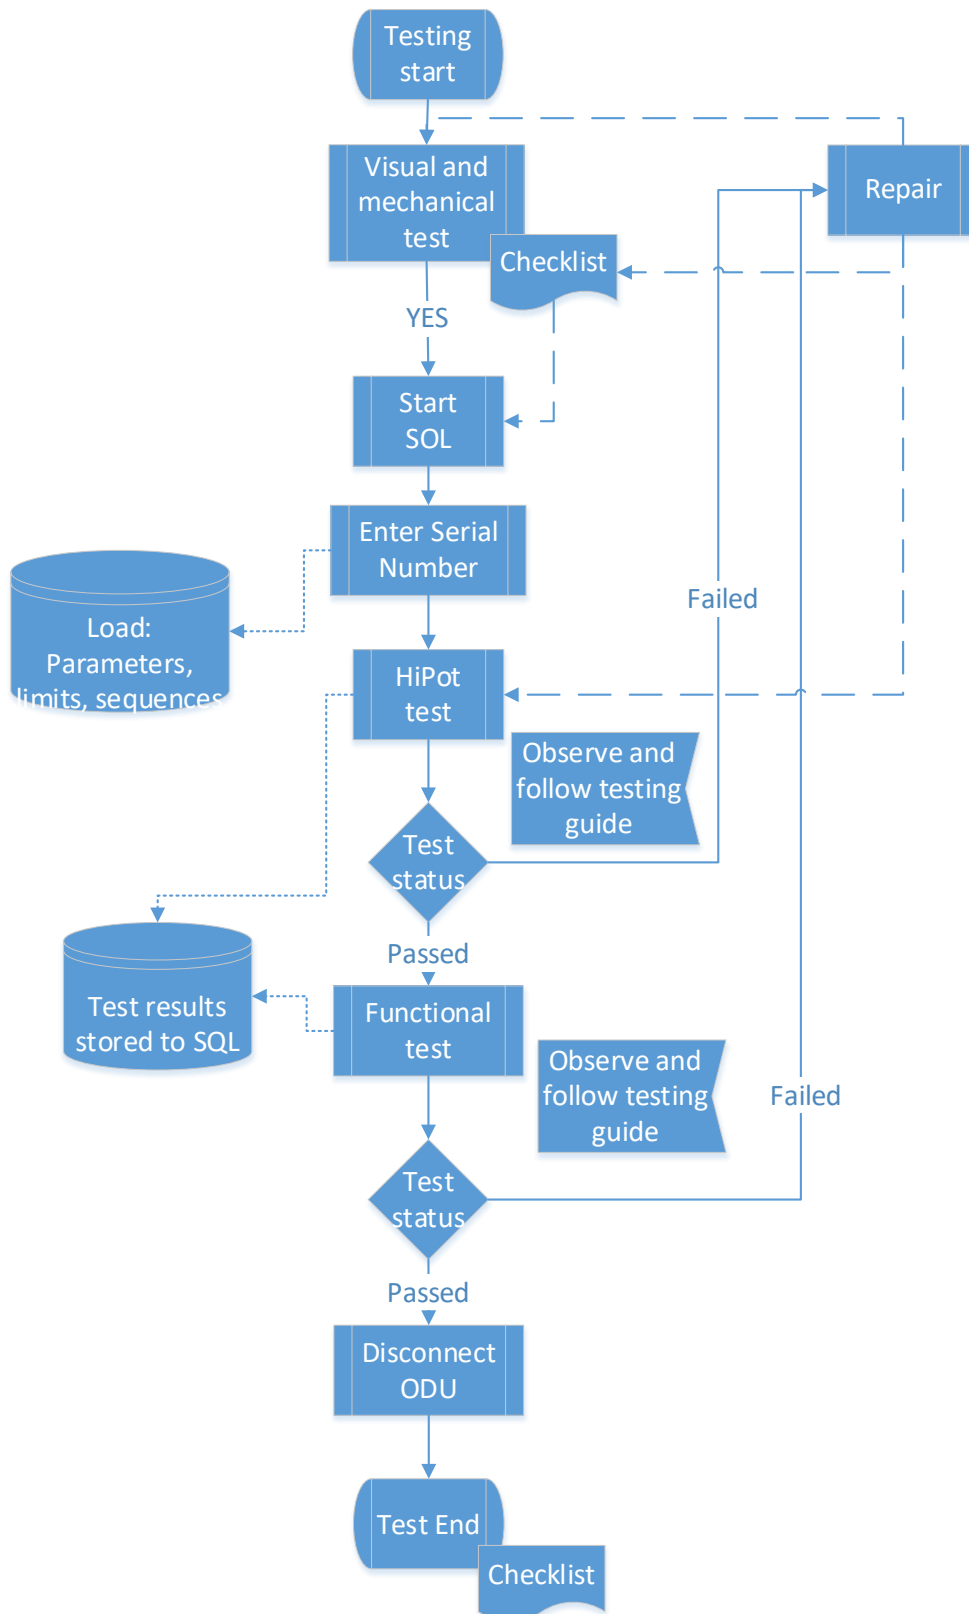 Testing
start
Visual and
mechanical
test
Repair
Checklist
YES
Start
SOL
Enter Serial
Number
Load:
Parameters,
limits, sequences
Failed
HiPot
test
Observe and
follow testing
guide
Test
status
Passed
Test results
stored to SQL
Functional
test
Observe and
follow testing
guide
Failed
Test
status
Passed
Disconnect
ODU
Test End
Checklist